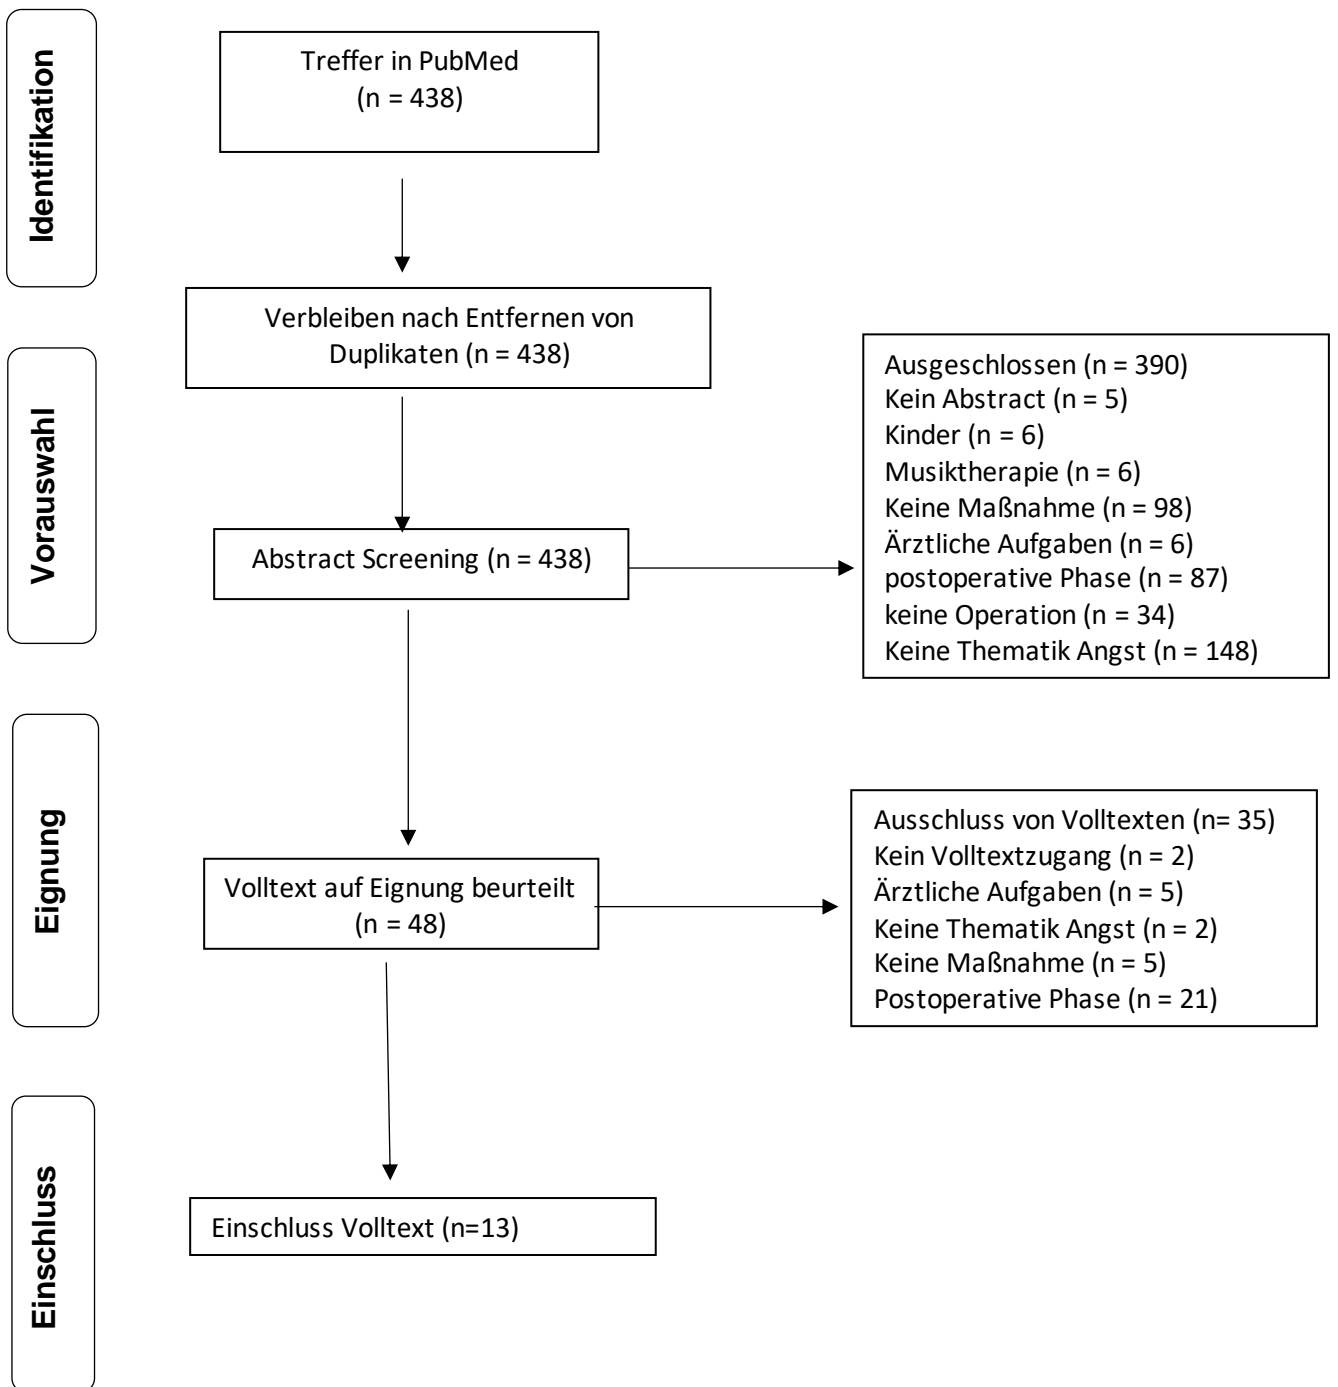 Identifikation
Treffer in PubMed
(n = 438)
Verbleiben nach Entfernen von
Duplikaten (n = 438)
Vorauswahl
Abstract Screening (n = 438)
Ausgeschlossen (n = 390)
Kein Abstract (n = 5)
Kinder (n = 6)
Musiktherapie (n = 6)
Keine Maßnahme (n = 98)
Ärztliche Aufgaben (n = 6)
postoperative Phase (n = 87)
keine Operation (n = 34)
Keine Thematik Angst (n = 148)
Eignung
Volltext auf Eignung beurteilt
(n = 48)
Ausschluss von Volltexten (n= 35)
Kein Volltextzugang (n = 2)
Ärztliche Aufgaben (n = 5)
Keine Thematik Angst (n = 2)
Keine Maßnahme (n = 5)
Postoperative Phase (n = 21)
Einschluss
Einschluss Volltext (n=13)